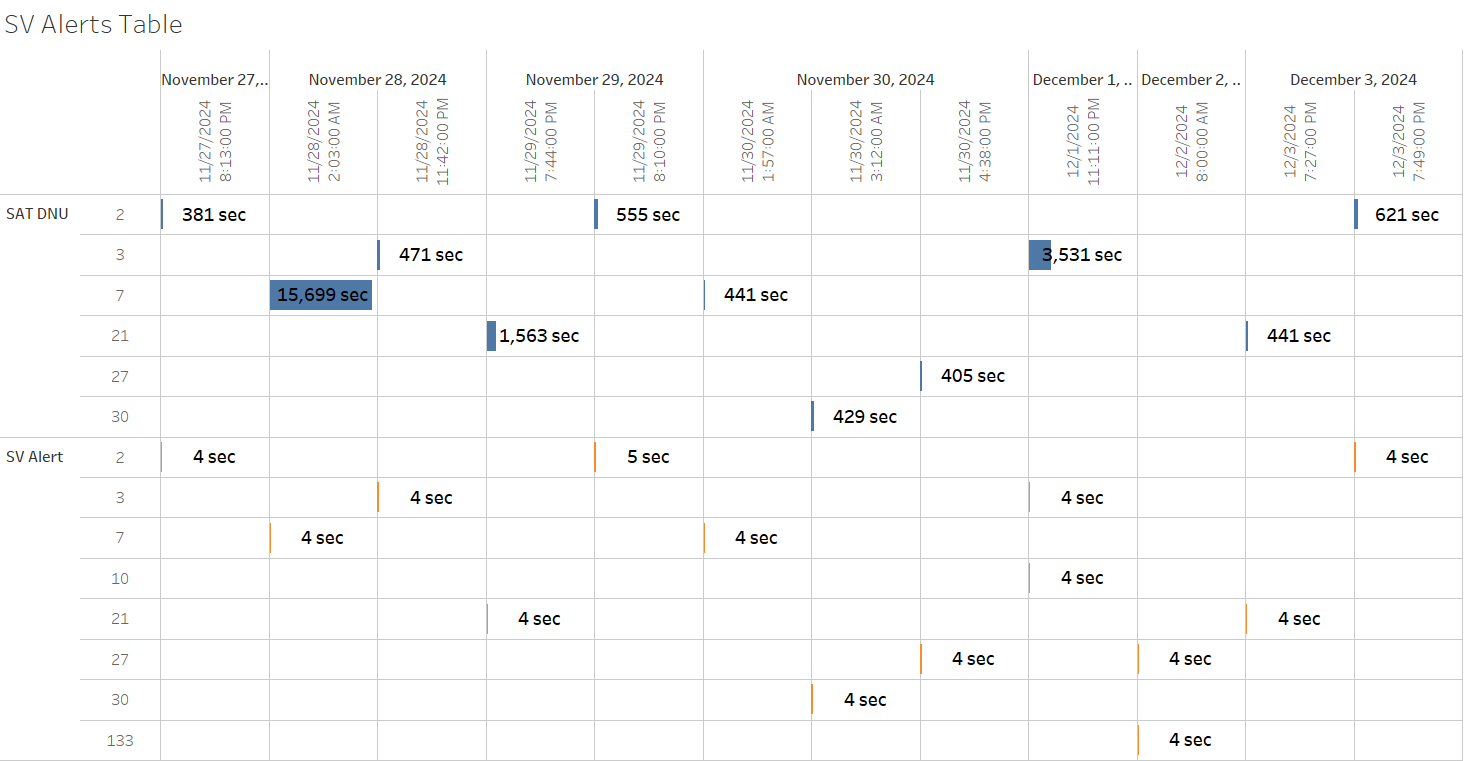 SV Alerts Table
November 27,.. November 28, 2024 November 29, 2024 November 30, 2024 December 1, .. December 2, .. December 3, 2024
11/27/2024
8:13:00 PM
11/28/2024
2:03:00 AM
11/28/2024
11:42:00 PM
11/29/2024
7:44:00 PM
11/29/2024
8:10:00 PM
11/30/2024
1:57:00 AM
11/30/2024
3:12:00 AM
11/30/2024
4:38:00 PM
12/1/2024
11:11:00 PM
12/2/2024
8:00:00 AM
12/3/2024
7:27:00 PM
12/3/2024
7:49:00 PM
SAT DNU 2 381 sec 555 sec 621 sec
3 471 sec 3,531 sec
7 15,699 sec 441 sec
21 1,563 sec 441 sec
27 405 sec
30 429 sec
SV Alert 2 4 sec 5 sec 4 sec
3 4 sec 4 sec
7 4 sec 4 sec
10 4 sec
21 4 sec 4 sec
27 4 sec 4 sec
30 4 sec
133 4 sec